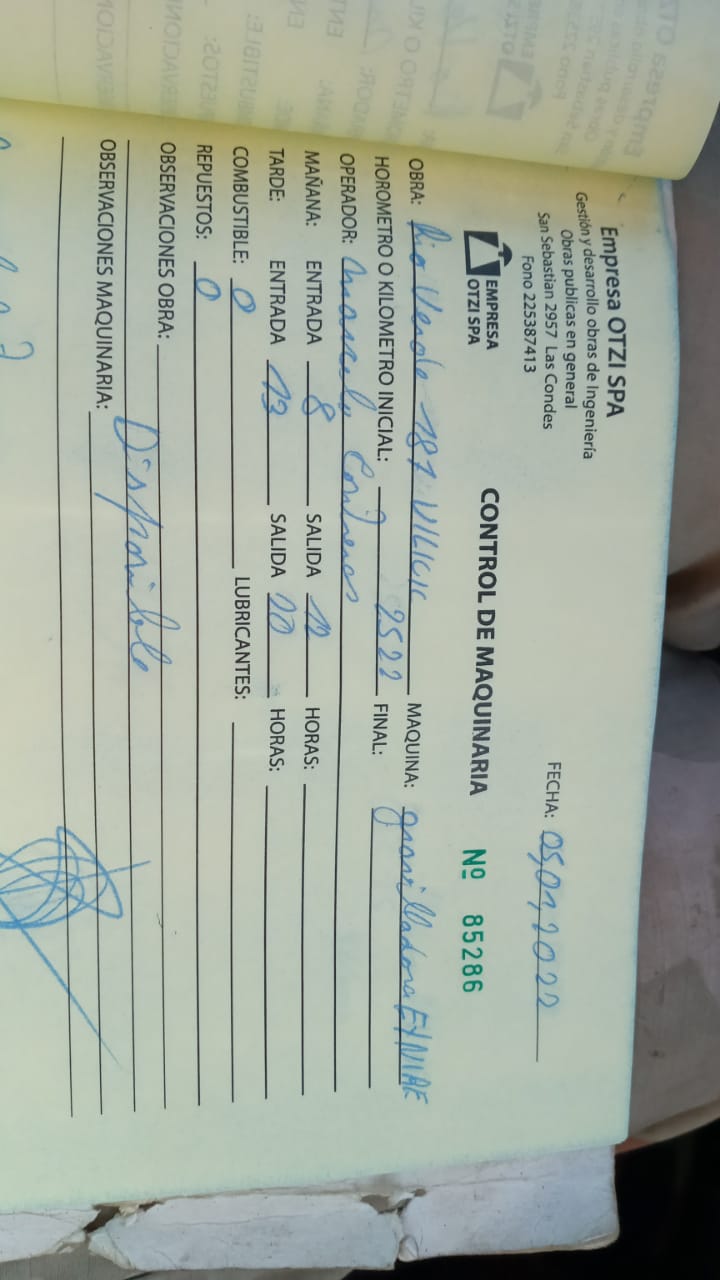 Empresa OTZI SPA
Gestión y desarrollo obras de Ingeniería
Obras publicas en general
San Sebastian 2957 Las Condes
Fono 225387413
FECHA: 05,01,2022
EMPRESA
OTZI SPA
CONTROL DE MAQUINARIA Nº 85286
OBRA: Rio Verde 187 VILICIC MAQUINA: gravilladora
HOROMETRO O KILOMETRO INICIAL: 2522 FINAL:
OPERADOR: Marcelo Contreras
MAÑANA: ENTRADA 8 SALIDA 12 HORAS:
TARDE: ENTRADA 13 SALIDA 20 HORAS:
COMBUSTIBLE: 0 LUBRICANTES:
REPUESTOS: 0
OBSERVACIONES OBRA:
Disponible
OBSERVACIONES MAQUINARIA: